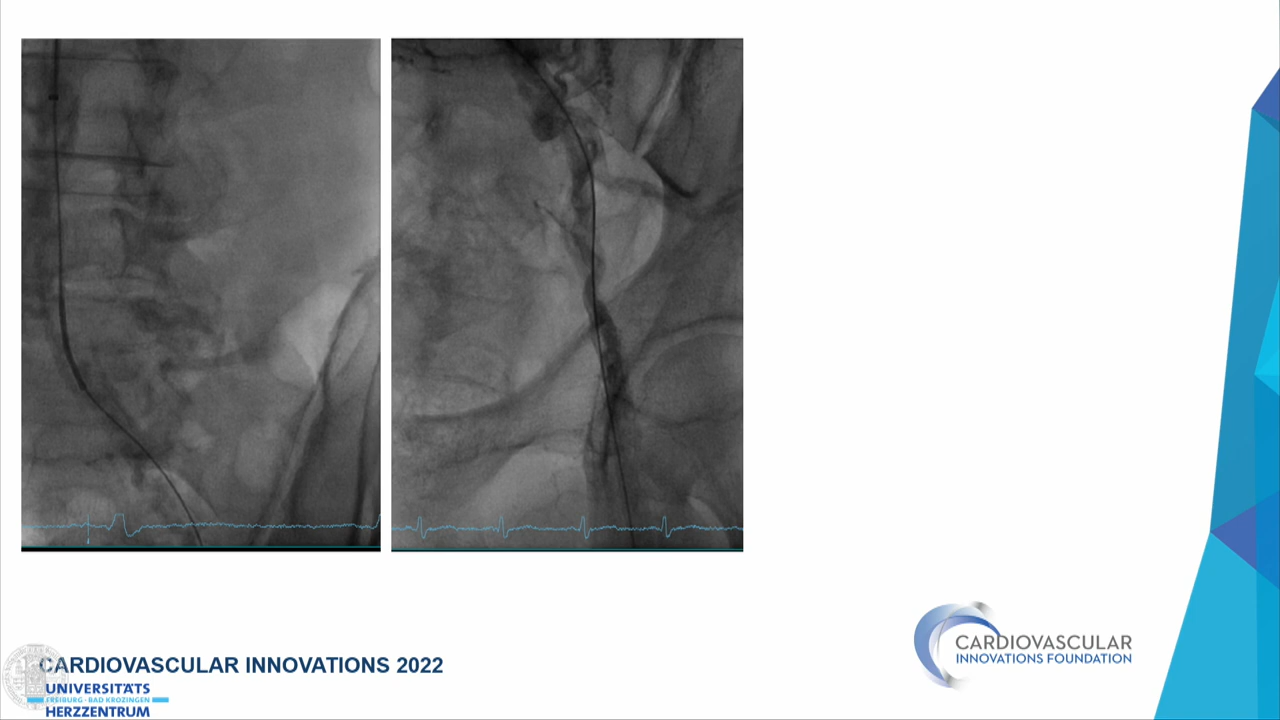 CARDIOVASCULAR INNOVATIONS 2022
UNIVERSITÄTS
FREIBURG · BAD KROZINGEN
HERZZENTRUM
CARDIOVASCULAR
INNOVATIONS FOUNDATION